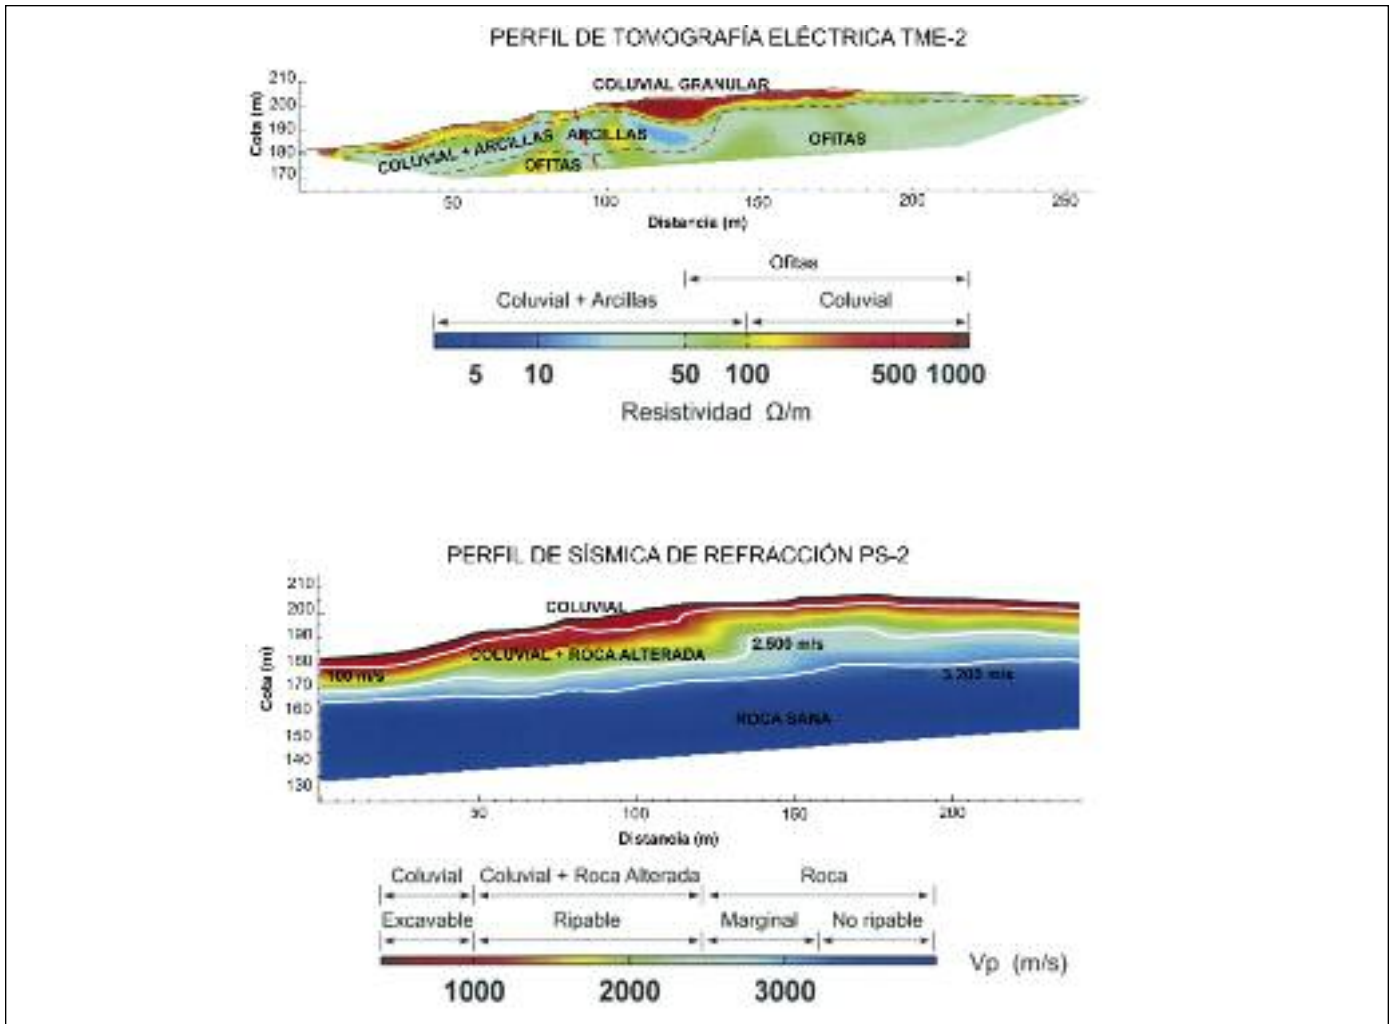 PERFIL DE TOMOGRAFÍA ELÉCTRICA TME-2
COLUVIAL GRANULAR
210
200
190
180
170
Cota (m)
COLUVIAL + ARCILLAS
ARCILLAS
OFITAS
OFITAS
50 100 150 200 250
Distancia (m)
Ofitas
Coluvial + Arcillas Coluvial
5 10 50 100 500 1000
Resistividad Ω/m
PERFIL DE SÍSMICA DE REFRACCIÓN PS-2
210
200
190
180
170
160
150
140
130
Cota (m)
COLUVIAL
COLUVIAL + ROCA ALTERADA
2.500 m/s
100 m/s
3.200 m/s
ROCA SANA
50 100 150 200
Distancia (m)
Coluvial Coluvial + Roca Alterada Roca
Excavable Ripable Marginal No ripable
Vp (m/s)
1000 2000 3000